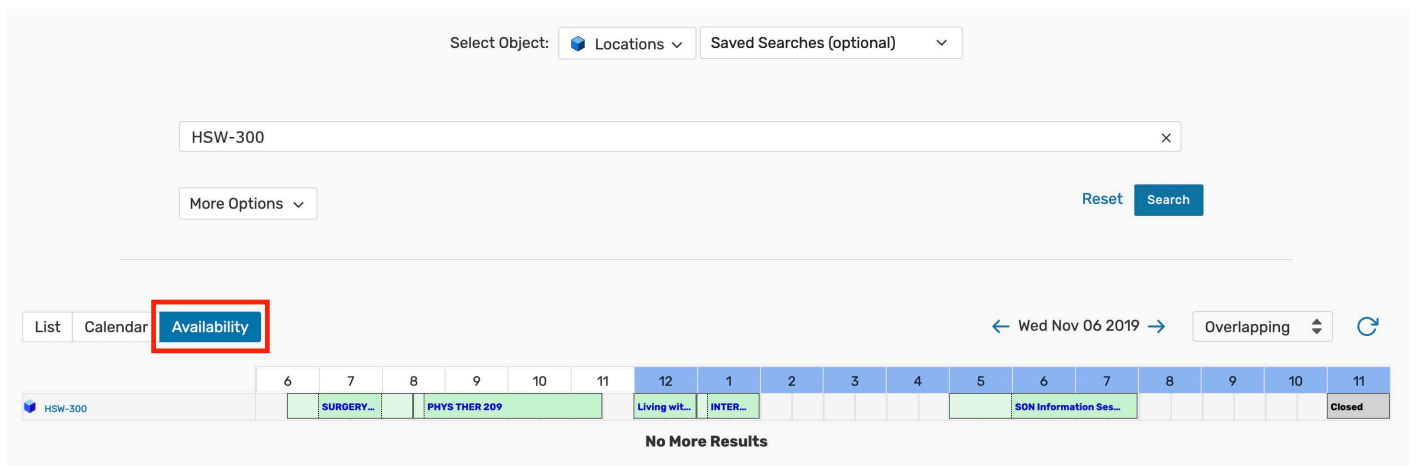 Select Object: Locations Saved Searches (optional)
HSW-300
More Options Reset Search
List Calendar Availability Wed Nov 06 2019 Overlapping
6 7 8 9 10 11 12 1 2 3 4 5 6 7 8 9 10 11
HSW-300 SURGERY... PHYS THER 209 Living wit... INTER... SON Information Ses... Closed
No More Results